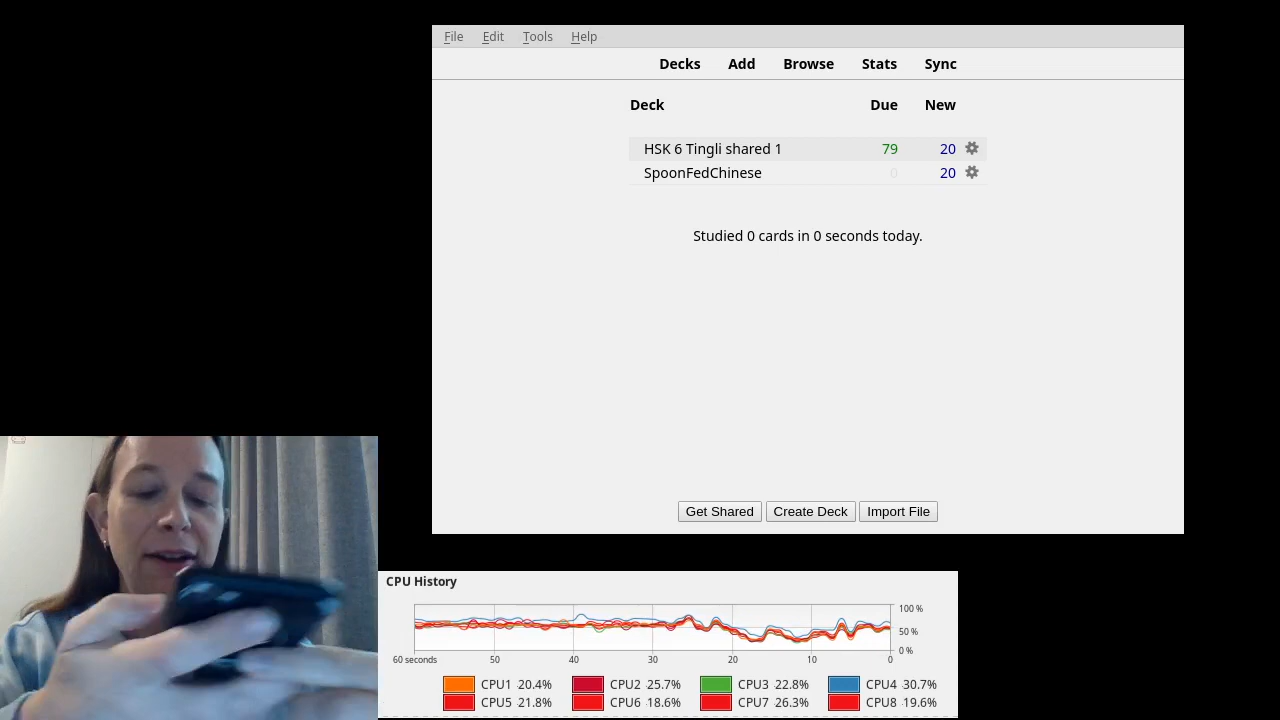 File Edit Tools Help
Decks Add Browse Stats Sync
Deck Due New
HSK 6 Tingli shared 1 79 20
SpoonFedChinese 0 20
Studied 0 cards in 0 seconds today.
Get Shared Create Deck Import File
CPU History
100 %
50 %
0 %
60 seconds 50 40 30 20 10 0
CPU1 20.4% CPU2 25.7% CPU3 22.8% CPU4 30.7%
CPU5 21.8% CPU6 18.6% CPU7 26.3% CPU8 19.6%